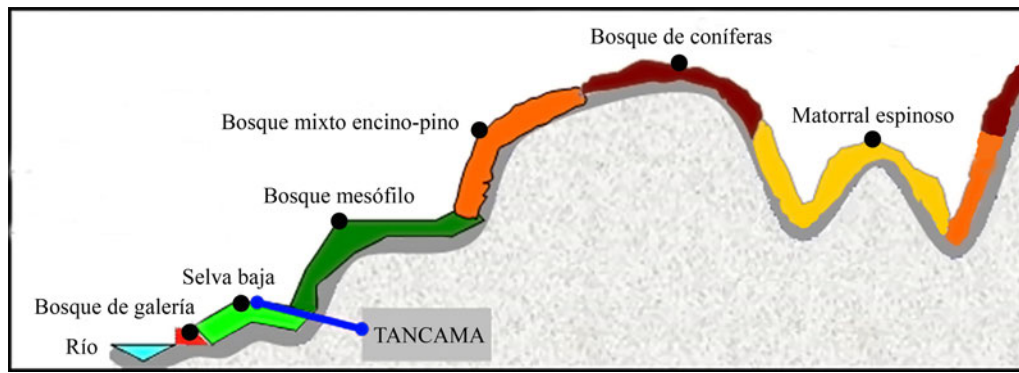 Bosque de coníferas
Bosque mixto encino-pino
Matorral espinoso
Bosque mesófilo
Selva baja
Bosque de galería
TANCAMA
Río